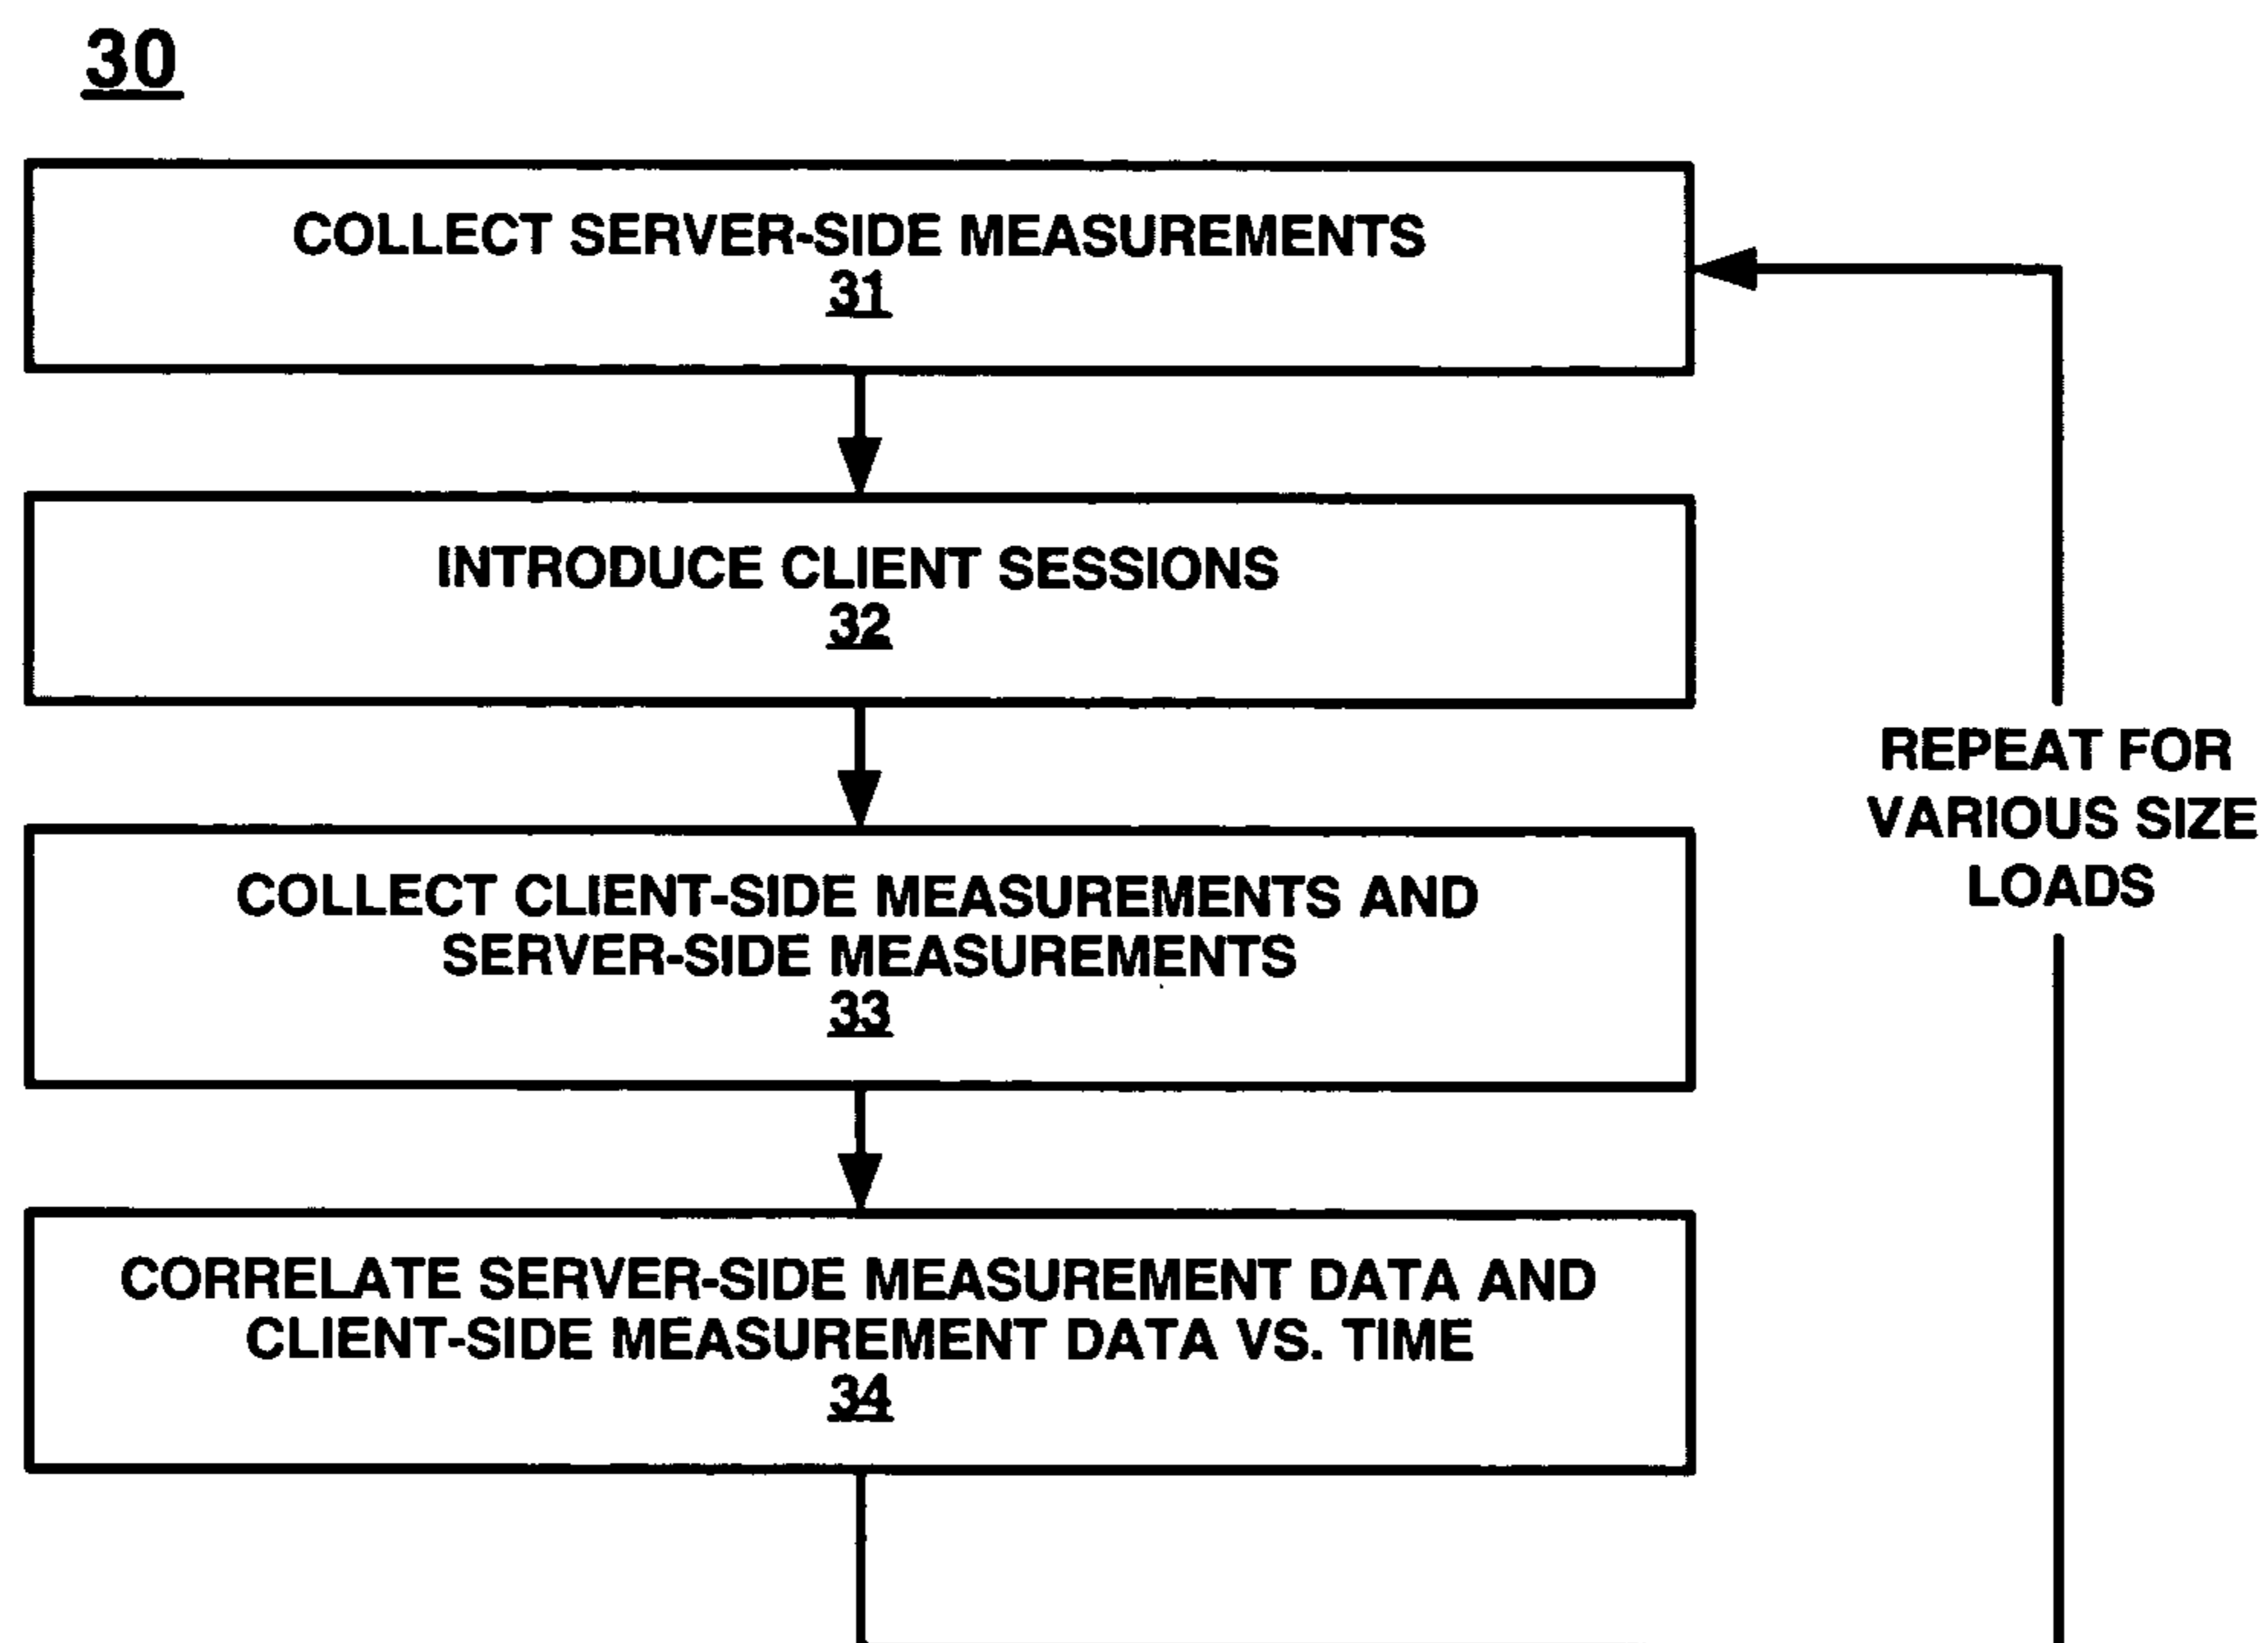 30
COLLECT SERVER-SIDE MEASUREMENTS
31
INTRODUCE CLIENT SESSIONS
32
COLLECT CLIENT-SIDE MEASUREMENTS AND
SERVER-SIDE MEASUREMENTS
33
CORRELATE SERVER-SIDE MEASUREMENT DATA AND
CLIENT-SIDE MEASUREMENT DATA VS. TIME
34
REPEAT FOR
VARIOUS SIZE
LOADS